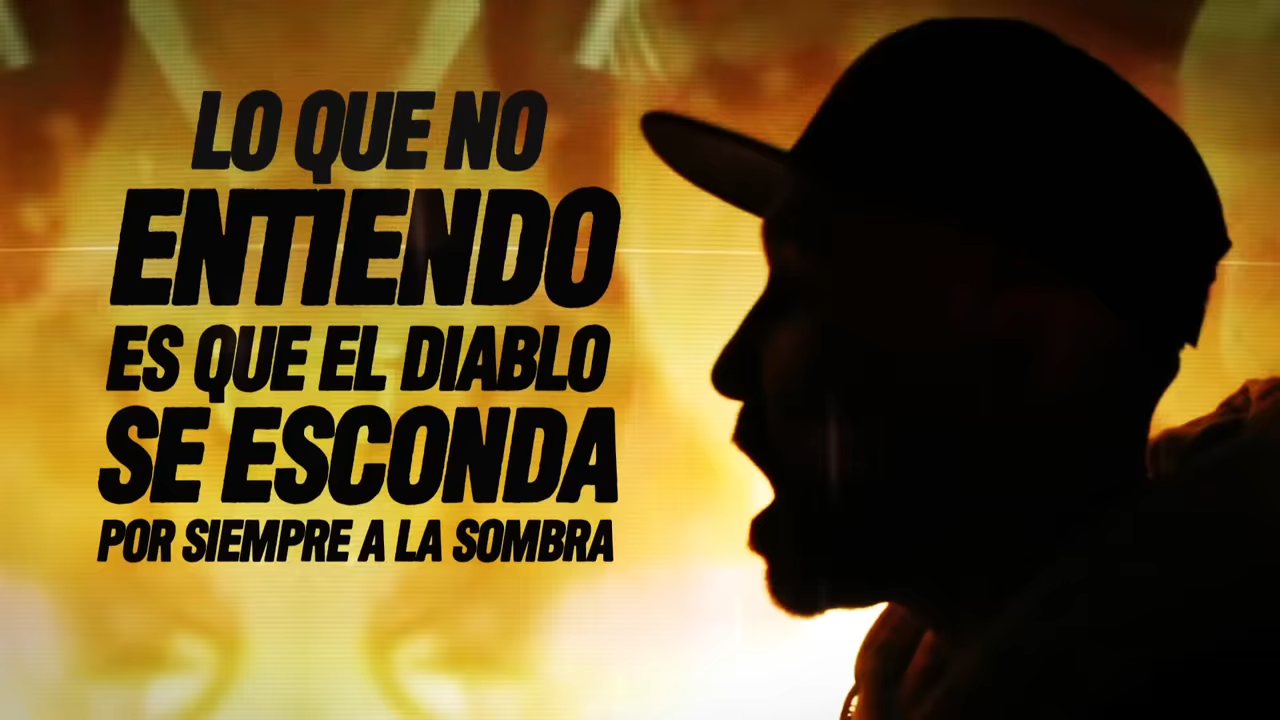 LO QUE NO
ENTIENDO
ES QUE EL DIABLO
SE ESCONDA
POR SIEMPRE A LA SOMBRA